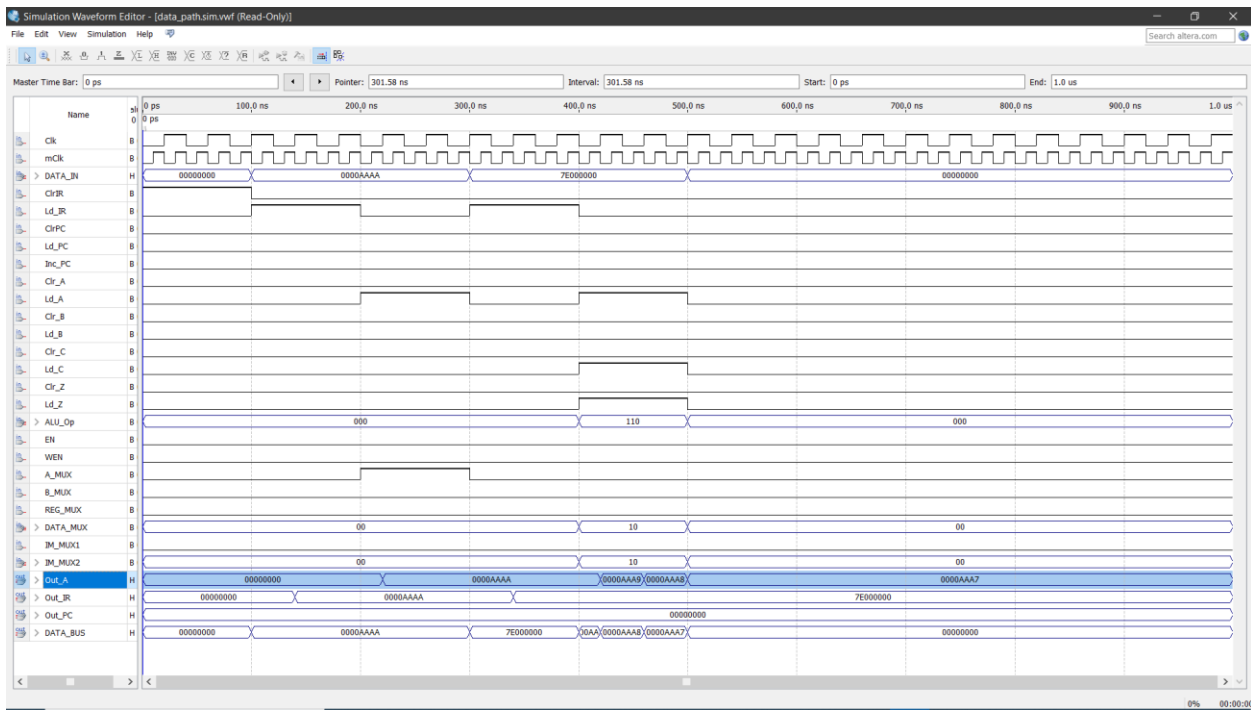 Simulation Waveform Editor - [data_path.sim.vwf (Read-Only)]
File Edit View Simulation Help
Search altera.com
Master Time Bar: 0 ps
Pointer: 301.58 ns
Interval: 301.58 ns
Start: 0 ps
End: 1.0 us
Name
0 ps 100.0 ns 200.0 ns 300.0 ns 400.0 ns 500.0 ns 600.0 ns 700.0 ns 800.0 ns 900.0 ns 1.0 us
0 0 ps
Clk B
mClk B
DATA_IN H 00000000 0000AAAA 7E000000 00000000
ClrIR B
Ld_IR B
ClrPC B
Ld_PC B
Inc_PC B
Clr_A B
Ld_A B
Clr_B B
Ld_B B
Clr_C B
Ld_C B
Clr_Z B
Ld_Z B
ALU_Op B 000 110 000
EN B
WEN B
A_MUX B
B_MUX B
REG_MUX B
DATA_MUX B 00 10 00
IM_MUX1 B
IM_MUX2 B 00 10 00
Out_A H 00000000 0000AAAA 0000AAA9 0000AAA8 0000AAA7
Out_IR H 00000000 0000AAAA 7E000000
Out_PC H 00000000
DATA_BUS H 00000000 0000AAAA 7E000000 0000AAA8 0000AAA7 00000000
0% 00:00:00